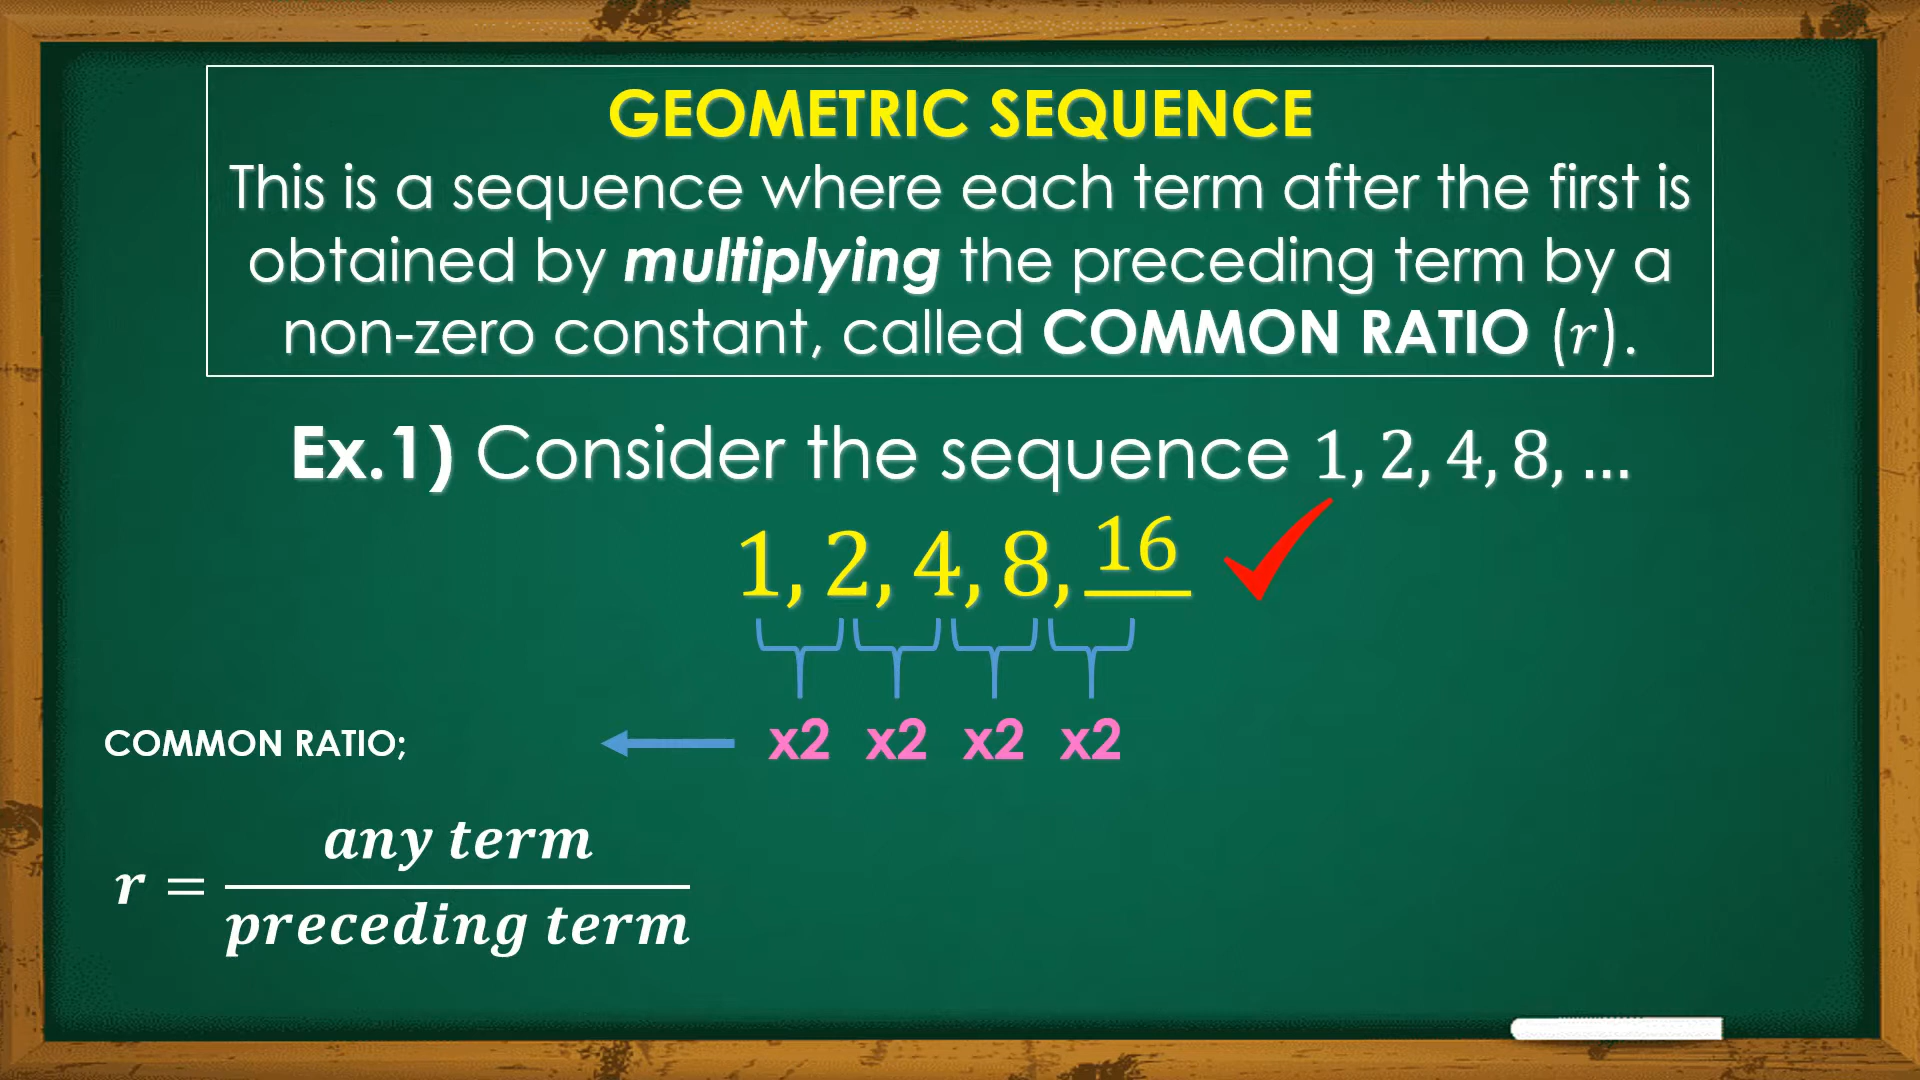 GEOMETRIC SEQUENCE
This is a sequence where each term after the first is
obtained by multiplying the preceding term by a
non-zero constant, called COMMON RATIO (r).
Ex.1) Consider the sequence 1, 2, 4, 8, ...
1, 2, 4, 8, 16
x2 x2 x2 x2
COMMON RATIO;
r = any term
preceding term